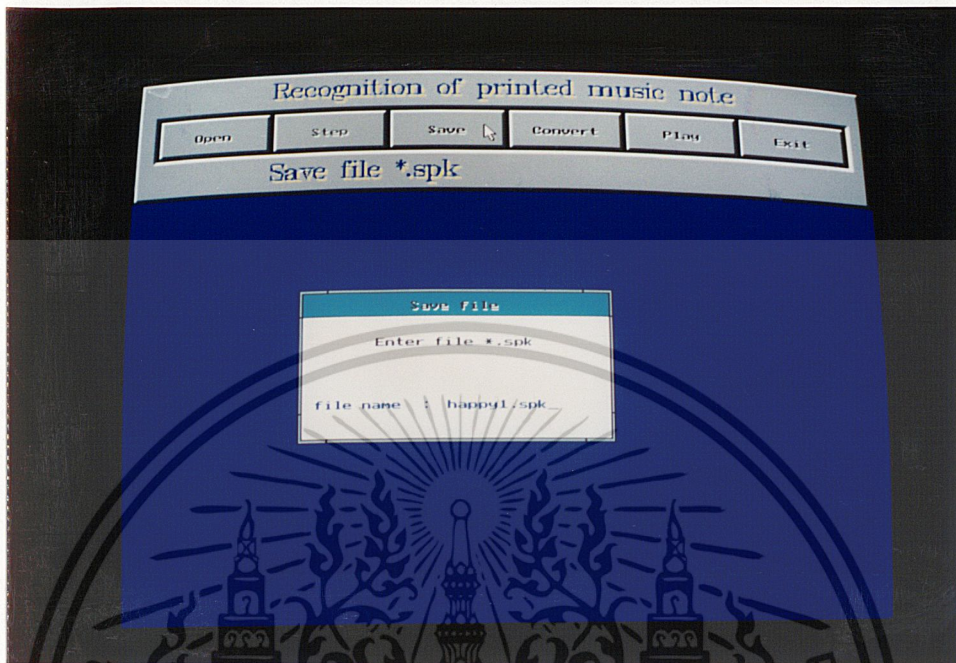 Recognition of printed music note
Open Step Save Convert Play Exit
Save file *.spk
Save File
Enter file *.spk
file name : happy1.spk_